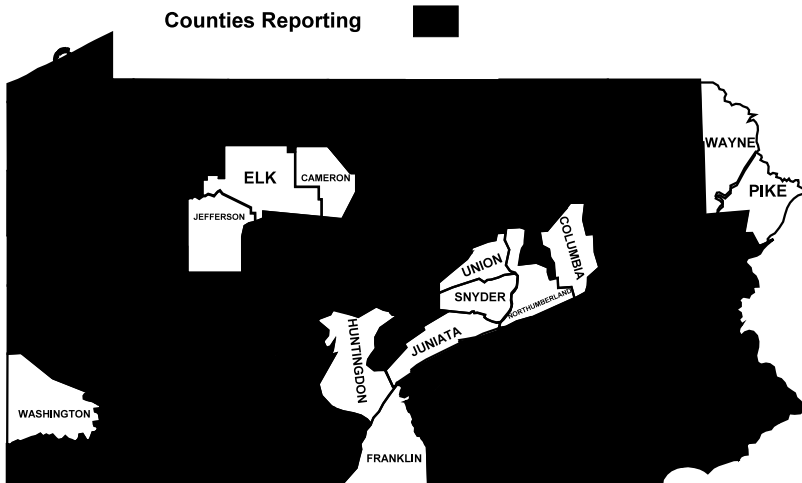 Counties Reporting
WAYNE
ELK
CAMERON
PIKE
JEFFERSON
COLUMBIA
UNION
SNYDER
NORTHUMBERLAND
HUNTINGDON
JUNIATA
WASHINGTON
FRANKLIN